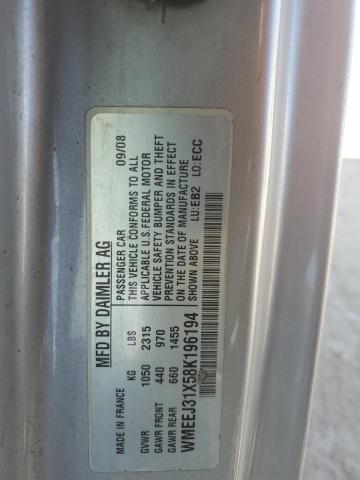 MFD BY DAIMLER AG
MADE IN FRANCE
PASSENGER CAR 09/08
KG LBS
GVWR 1050 2315
GAWR FRONT 440 970
GAWR REAR 660 1455
THIS VEHICLE CONFORMS TO ALL
APPLICABLE U.S.FEDERAL MOTOR
VEHICLE SAFETY BUMPER AND THEFT
PREVENTION STANDARDS IN EFFECT
ON THE DATE OF MANUFACTURE
SHOWN ABOVE
WMEEJ31X58K196194
LU:EB2 LO:ECC